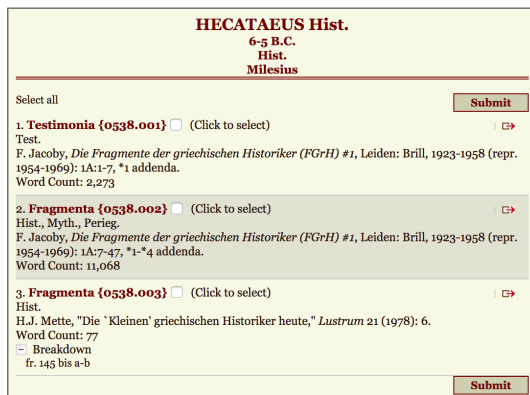 HECATAEUS Hist.
6-5 B.C.
Hist.
Milesius
Select all
Submit
1. Testimonia {0538.001} (Click to select)
Test.
F. Jacoby, Die Fragmente der griechischen Historiker (FGrH) #1, Leiden: Brill, 1923-1958 (repr.
1954-1969): 1A:1-7, *1 addenda.
Word Count: 2,273
2. Fragmenta {0538.002} (Click to select)
Hist., Myth., Perieg.
F. Jacoby, Die Fragmente der griechischen Historiker (FGrH) #1, Leiden: Brill, 1923-1958 (repr.
1954-1969): 1A:7-47, *1-*4 addenda.
Word Count: 11,068
3. Fragmenta {0538.003} (Click to select)
Hist.
H.J. Mette, "Die `Kleinen' griechischen Historiker heute," Lustrum 21 (1978): 6.
Word Count: 77
Breakdown
fr. 145 bis a-b
Submit